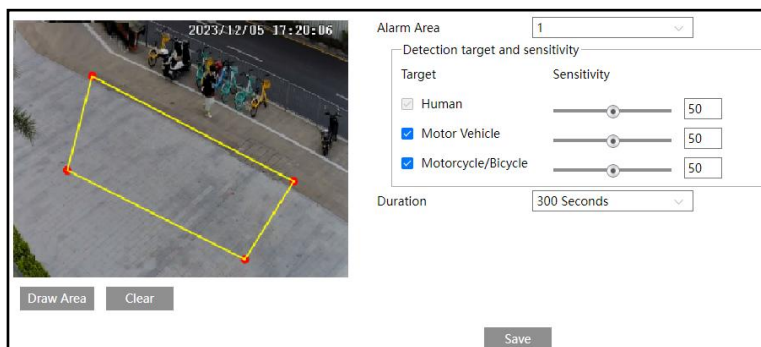 2023/12/05 17:20:06
Alarm Area 1
Detection target and sensitivity
Target Sensitivity
Human 50
Motor Vehicle 50
Motorcycle/Bicycle 50
Duration 300 Seconds
Draw Area Clear
Save